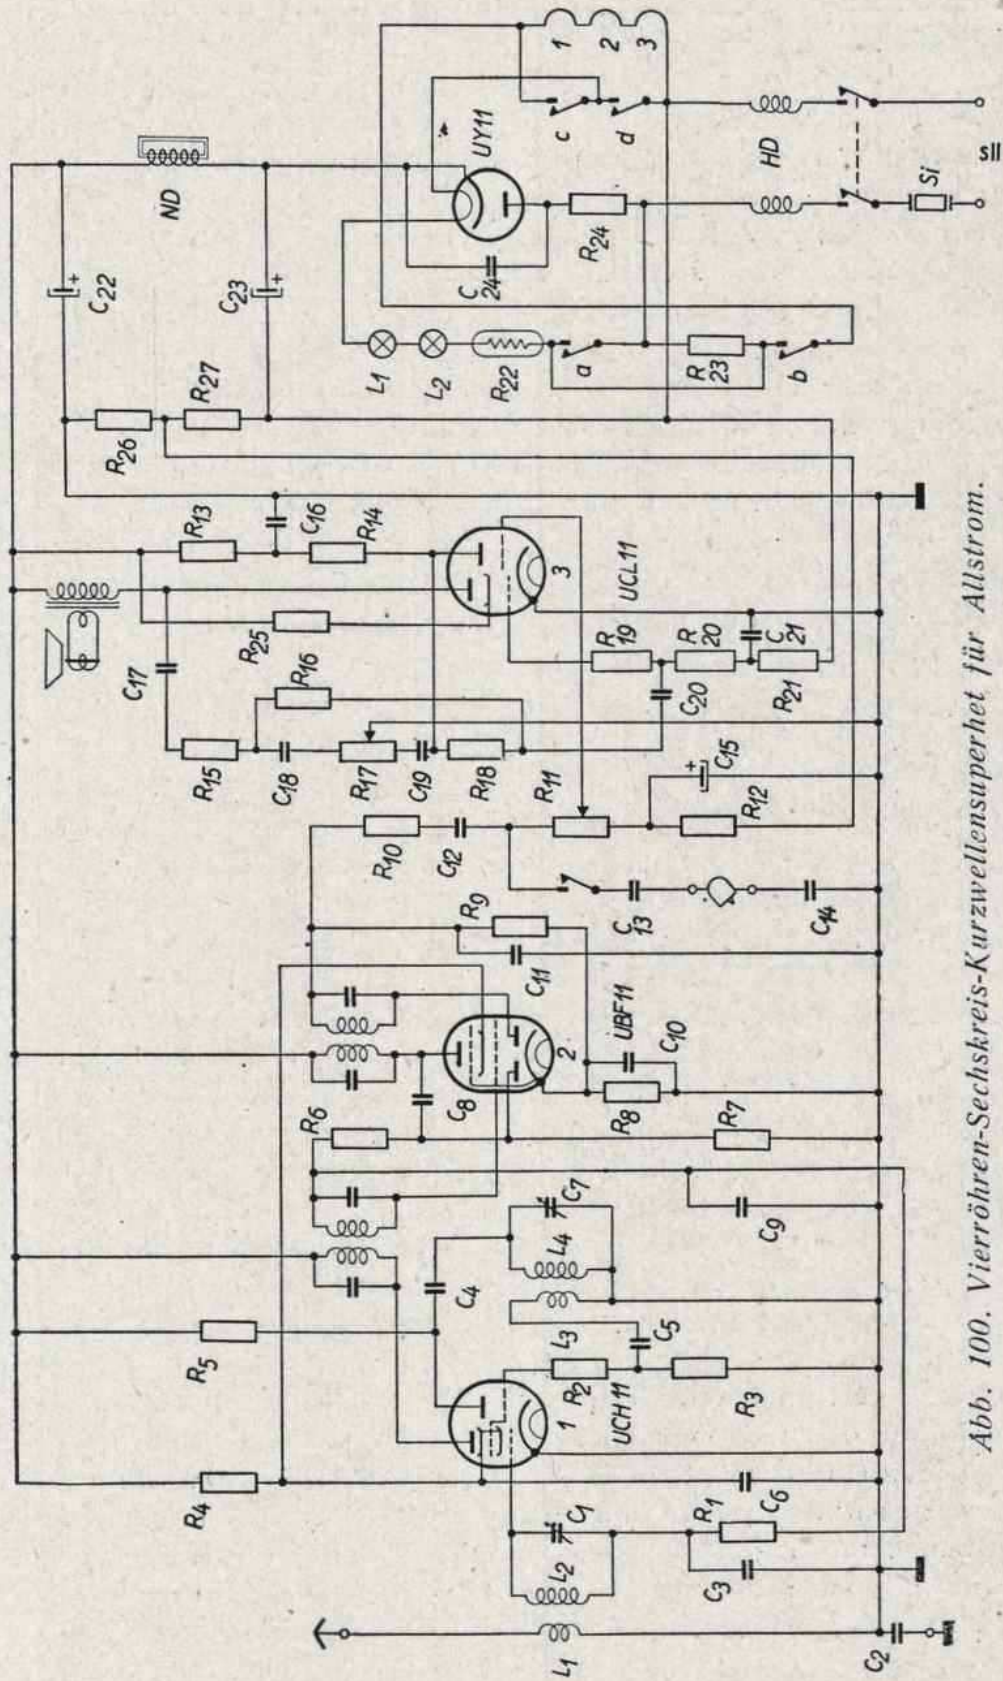 L1
C2
L2
C1
C3
R1
C6
R4
R5
1
UCH11
R2
L3
C5
R3
C4
L4
C7
C9
R6
C8
2
R8
UBF11
C10
R7
C11
R9
R10
C12
C13
C14
R11
R12
C15
R15
C18
R17
C19
R18
C17
R16
R25
R13
C16
R14
3
UCL11
R19
C20
R20
C21
R21
R26
R27
C22
C23
ND
L1
L2
R22
a
R23
b
C24
UY11
R24
c
d
1
2
3
HD
Si
sll
Abb. 100. Vierröhren-Sechskreis-Kurzwellensuperhet für Allstrom.